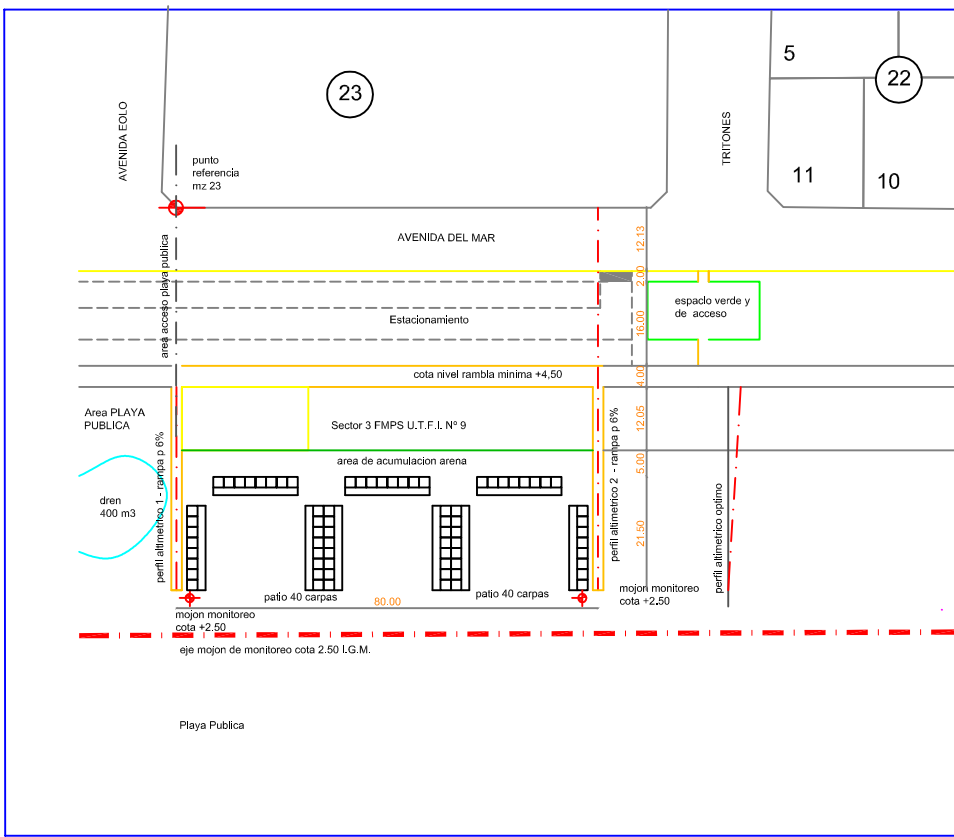 23
5
22
11
10
AVENIDA EOLO
TRITONES
punto
referencia
mz 23
AVENIDA DEL MAR
12.13
2.00
16.00
4.00
12.05
5.00
21.50
area acceso playa publica
espacIo verde y
de acceso
Estacionamiento
cota nivel rambla minima +4,50
Area PLAYA
PUBLICA
Sector 3 FMPS U.T.F.I. Nº 9
area de acumulacion arena
dren
400 m3
perfil altimetrico 1 - rampa p 6%
perfil altimetrico 2 - rampa p 6%
perfil altimetrico optimo
patio 40 carpas
80.00
patio 40 carpas
mojon monitoreo
cota +2.50
mojon monitoreo
cota +2.50
eje mojon de monitoreo cota 2.50 I.G.M.
Playa Publica